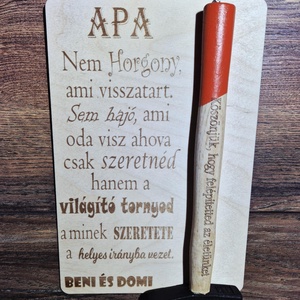 APA
Nem Horgony,
ami visszatart.
Sem hajó, ami
oda visz ahova
csak szeretnéd
hanem a
világító tornyod
aminek SZERETETE
a helyes irányba vezet.
BENI ÉS DOMI
Köszönjük, hogy felépítetted az életünket